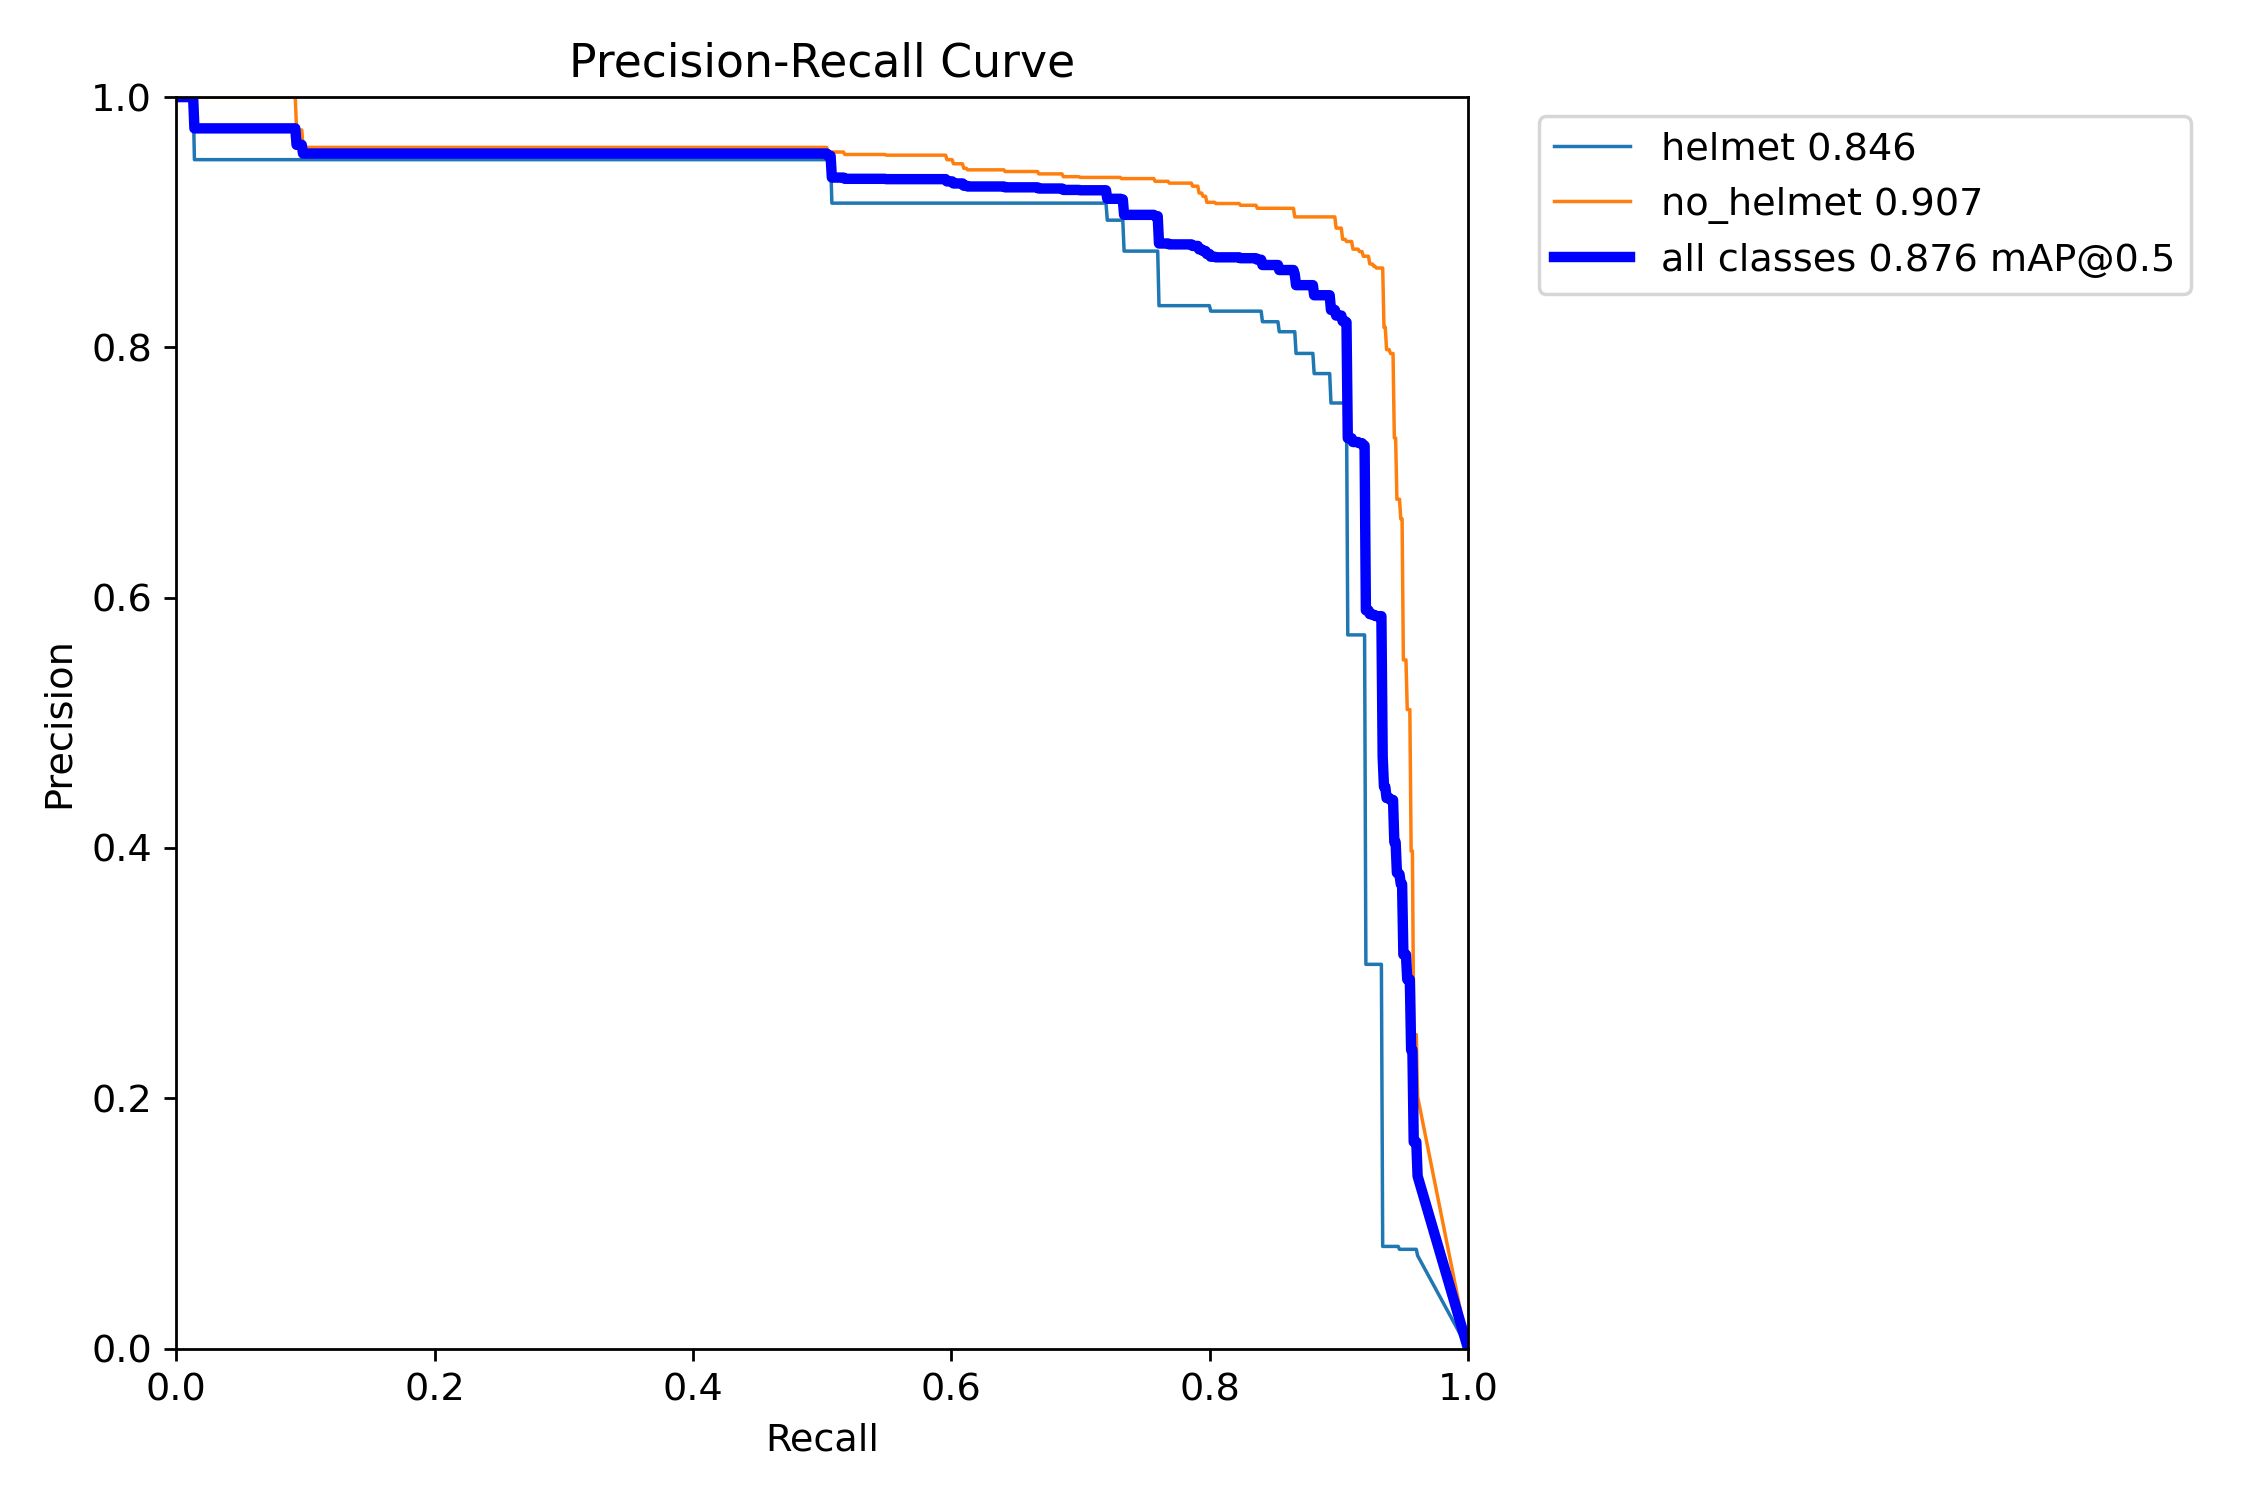 Precision-Recall Curve
1.0
0.8
0.6
0.4
0.2
0.0
Precision
0.0 0.2 0.4 0.6 0.8 1.0
Recall
helmet 0.846
no_helmet 0.907
all classes 0.876 mAP@0.5